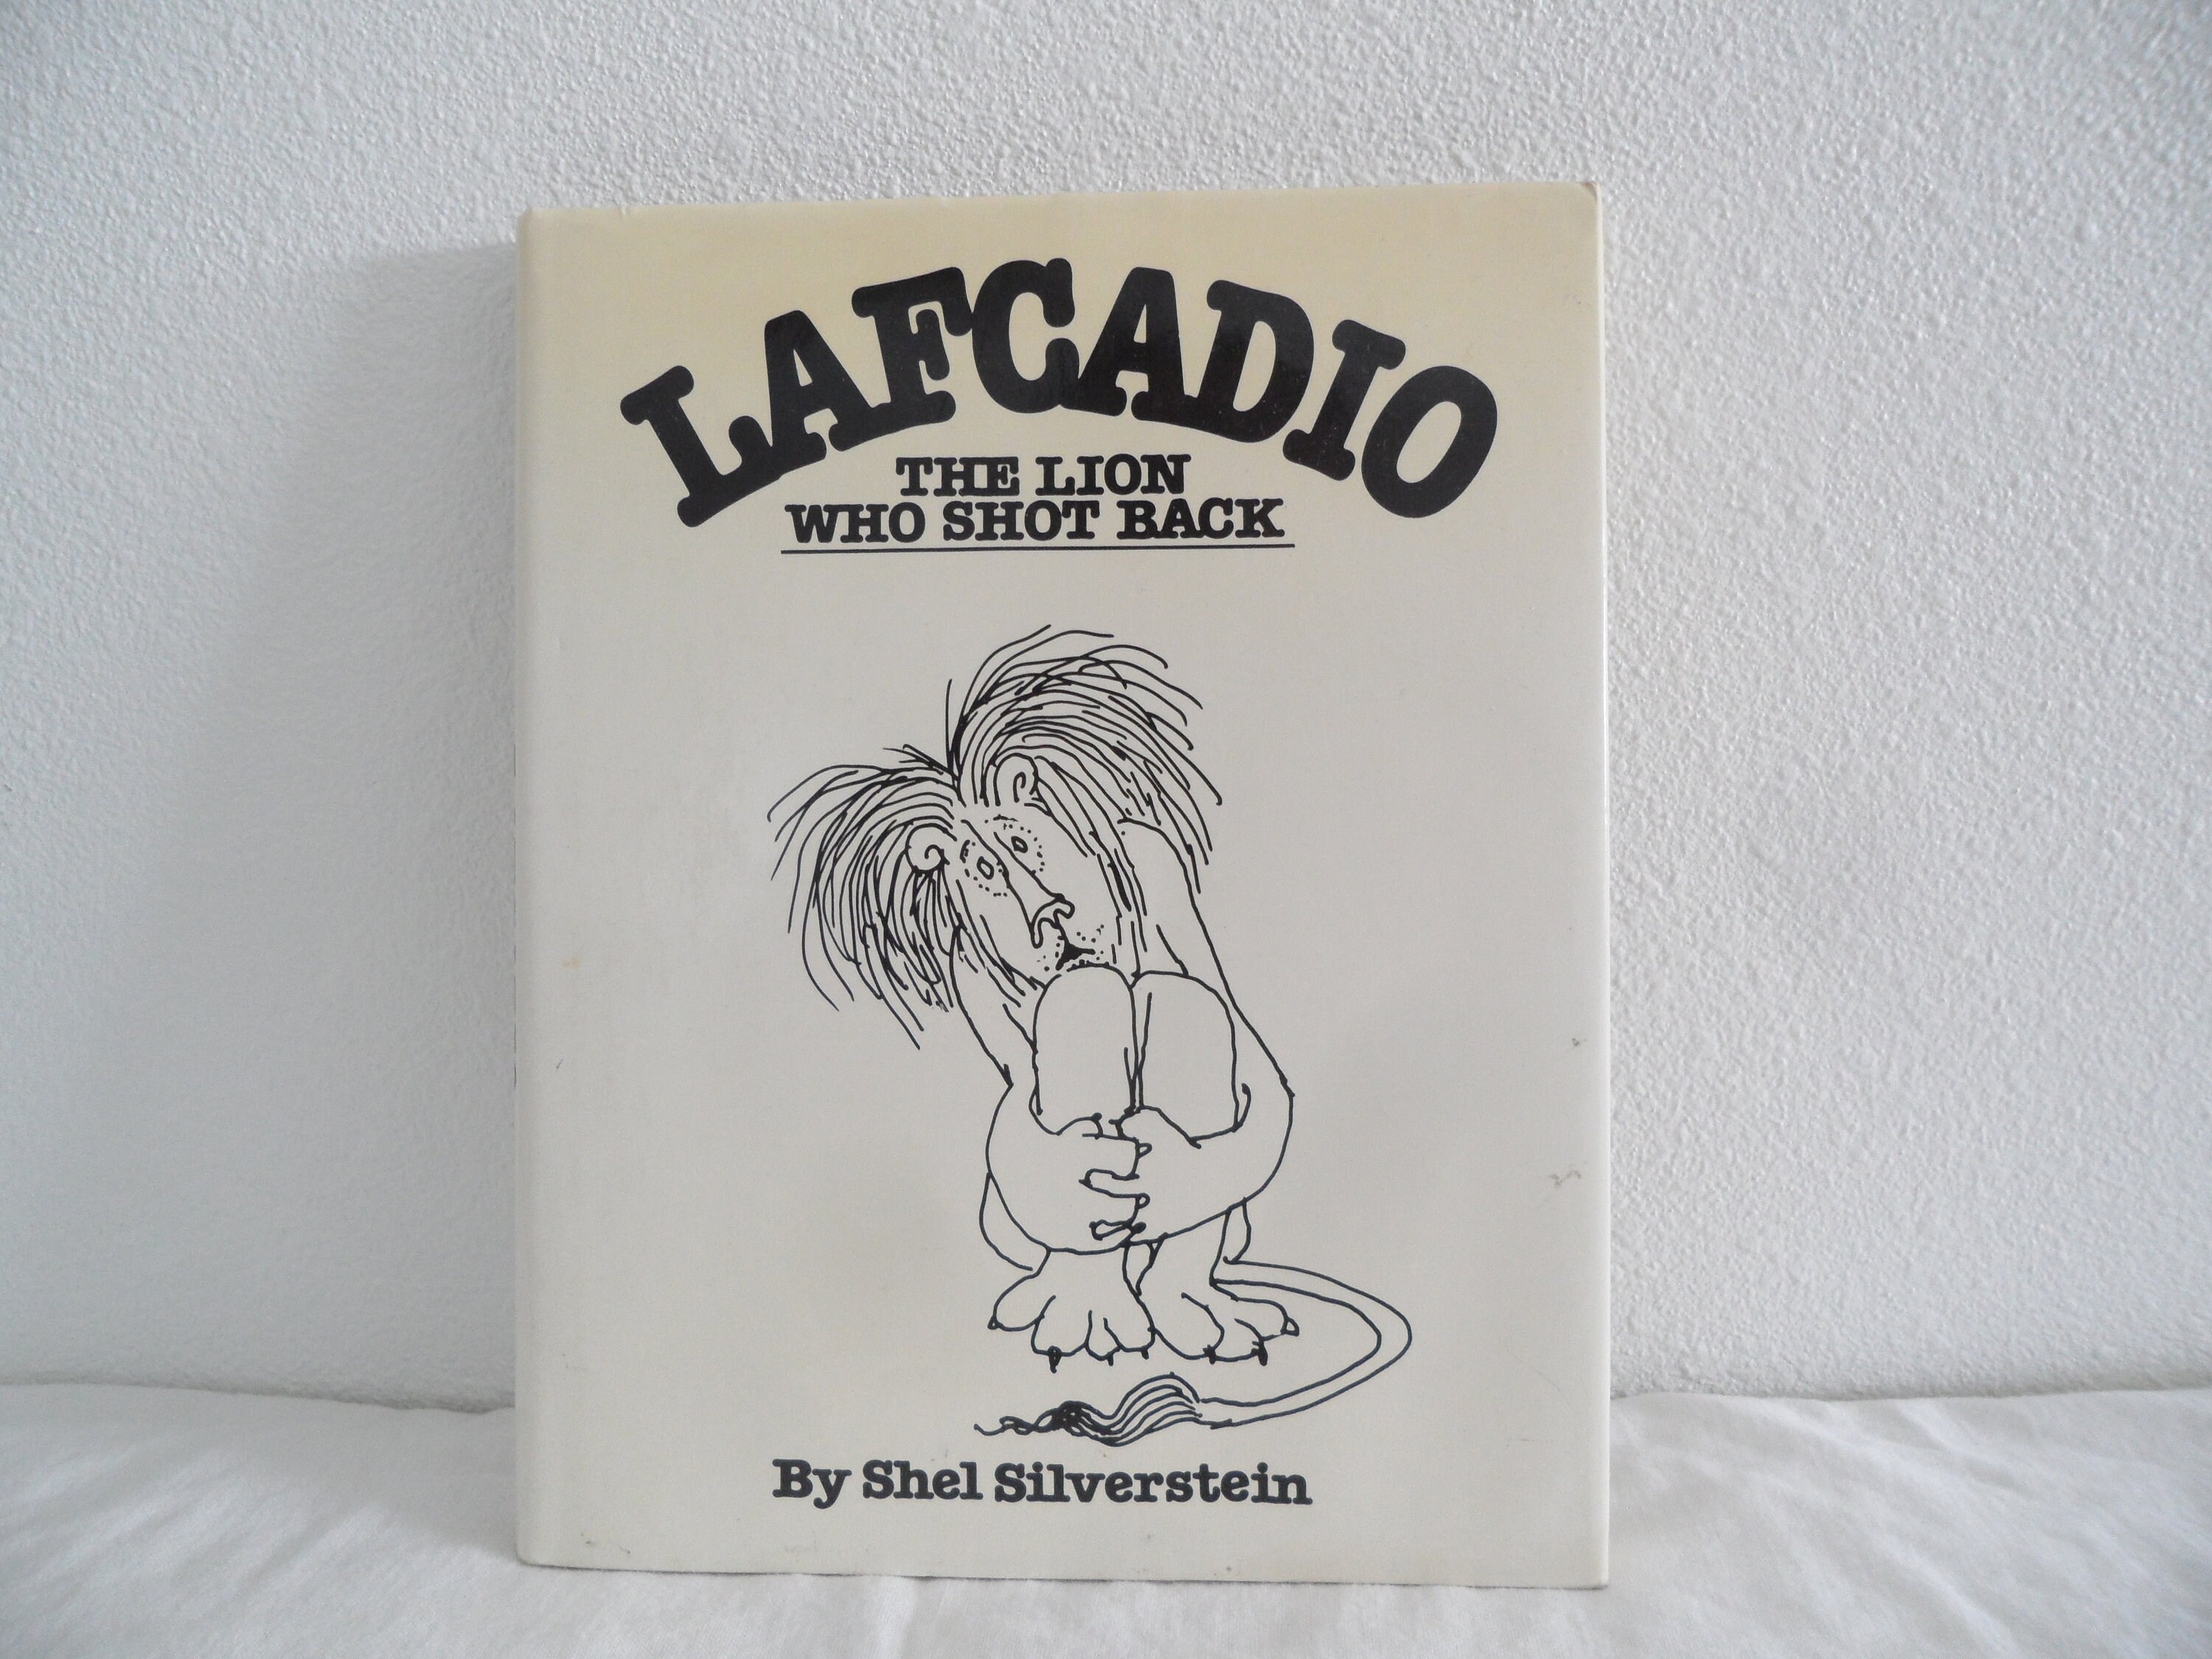 LAFCADIO
THE LION
WHO SHOT BACK
By Shel Silverstein